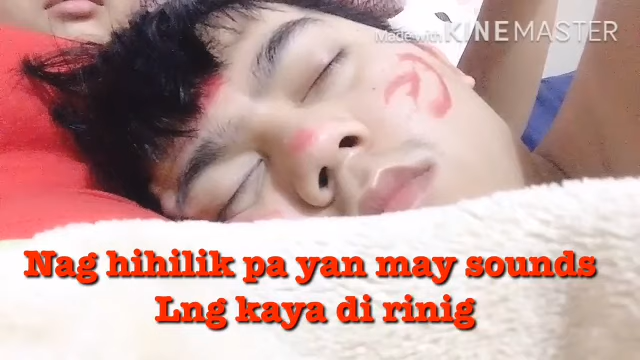 Made with KINEMASTER
Nag hihilik pa yan may sounds
Lng kaya di rinig